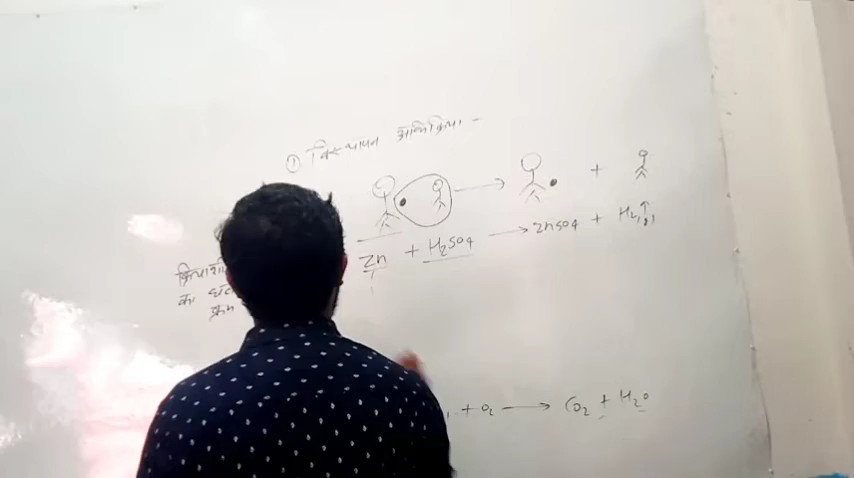 ① विस्थापन अभिक्रिया -
+
Zn + H₂SO₄ → ZnSO₄ + H₂(g)↑
का
क्रम
+ O₂ → CO₂ + H₂O